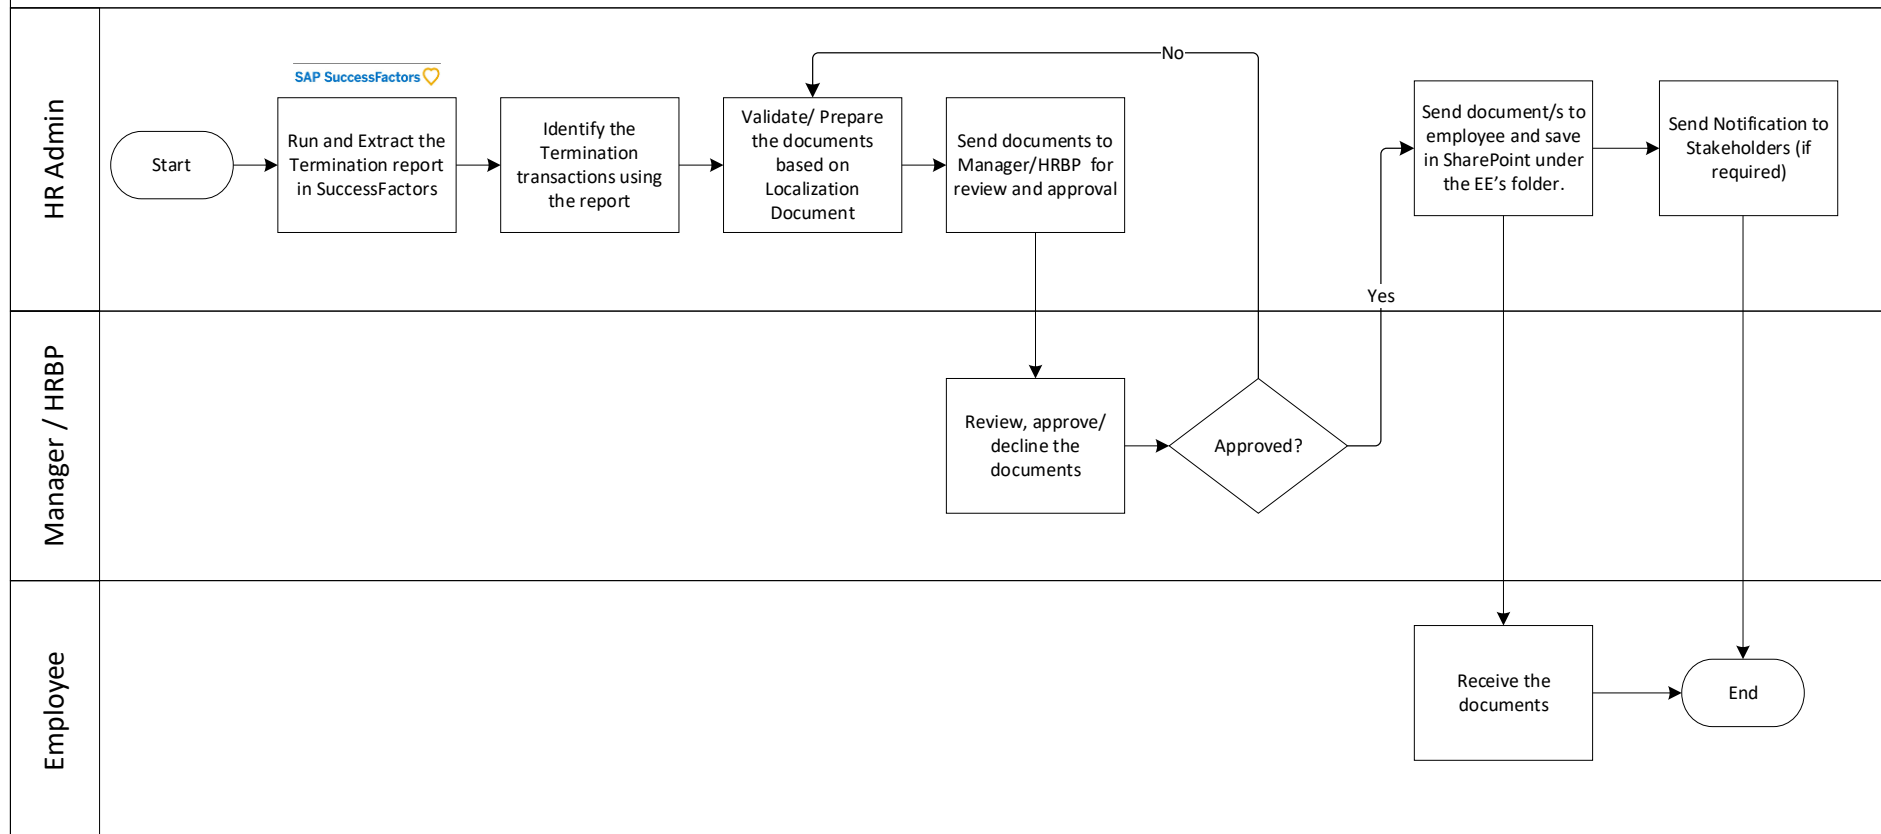 HR Admin
Start
SAP SuccessFactors
Run and Extract the
Termination report
in SuccessFactors
Identify the
Termination
transactions using
the report
Validate/ Prepare
the documents
based on
Localization
Document
Send documents to
Manager/HRBP for
review and approval
No
Yes
Send document/s to
employee and save
in SharePoint under
the EE’s folder.
Send Notification to
Stakeholders (if
required)
Manager / HRBP
Review, approve/
decline the
documents
Approved?
Employee
Receive the
documents
End